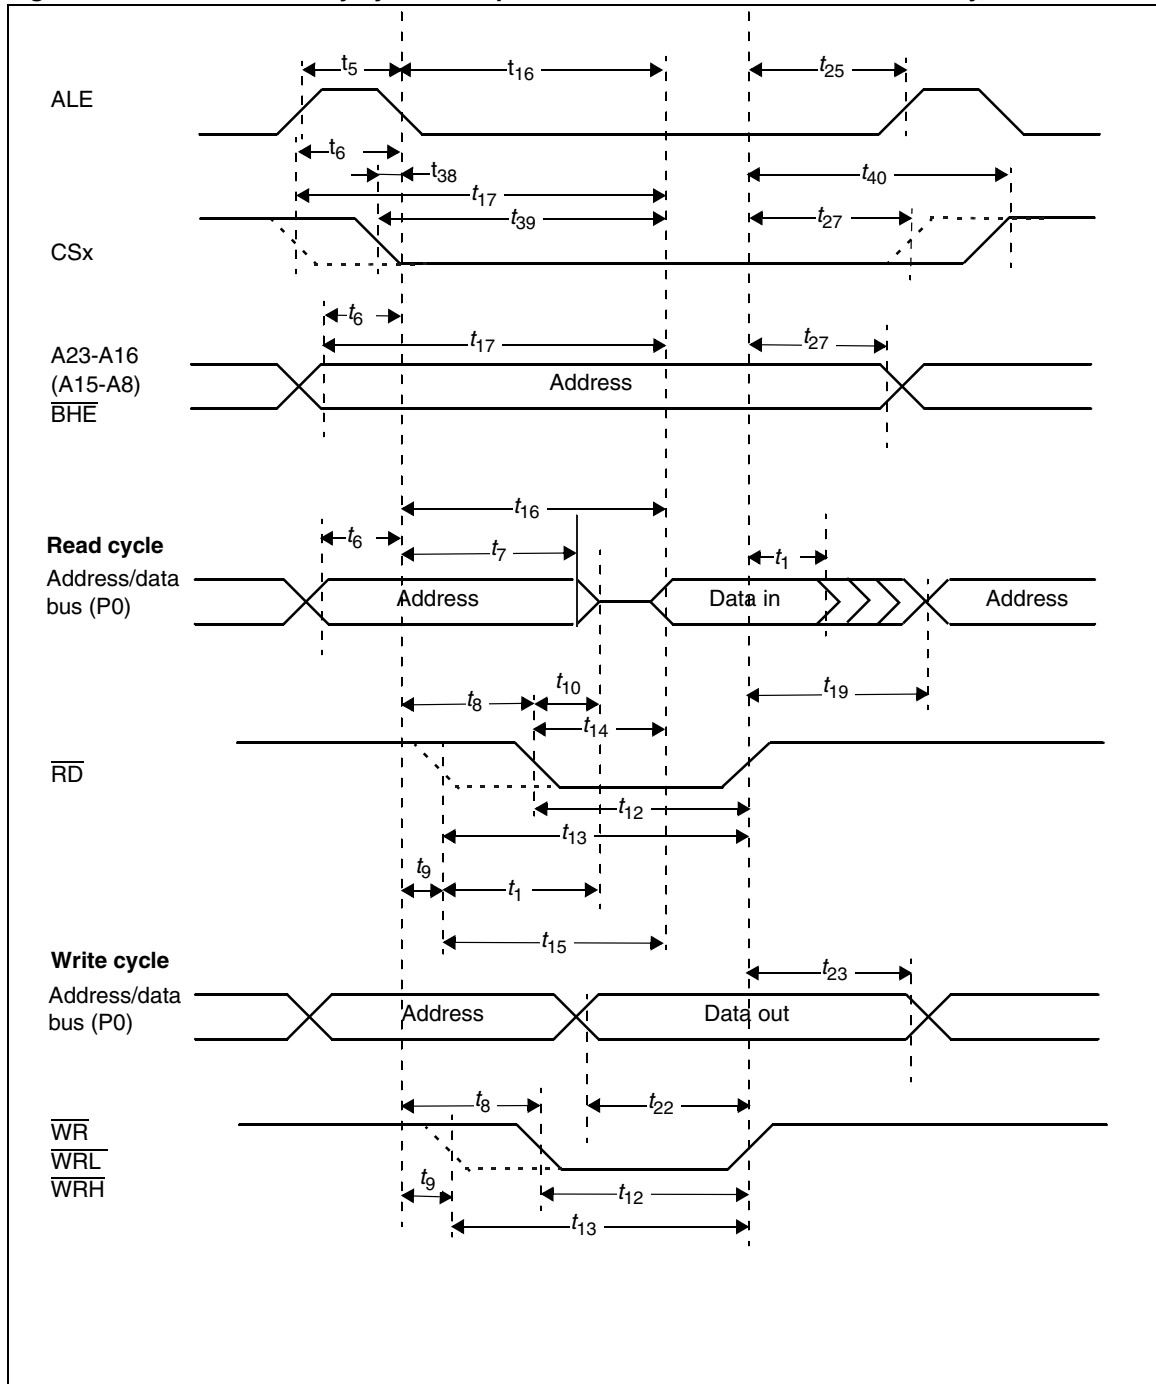 t5
t16
t25
ALE
t6
t38
t40
t17
t39
t27
CSx
t6
t17
t27
A23-A16
(A15-A8)
BHE
Address
t16
t6
t7
t1
Read cycle
Address/data
bus (P0)
Address
Data in
Address
t8
t10
t19
t14
RD
t12
t13
t9
t1
t15
Write cycle
t23
Address/data
bus (P0)
Address
Data out
t8
t22
WR
WRL
WRH
t9
t12
t13